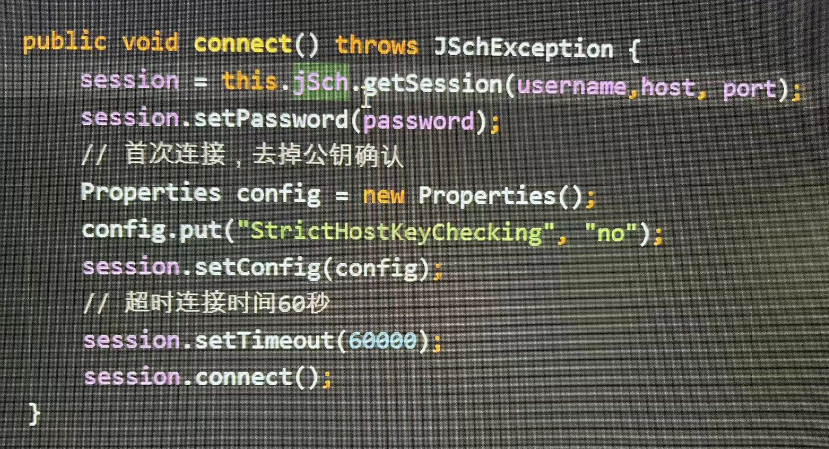 public void connect() throws JSchException {
session = this.jSch.getSession(username,host, port);
session.setPassword(password);
// 首次连接，去掉公钥确认
Properties config = new Properties();
config.put("StrictHostKeyChecking", "no");
session.setConfig(config);
// 超时连接时间60秒
session.setTimeout(60000);
session.connect();
}